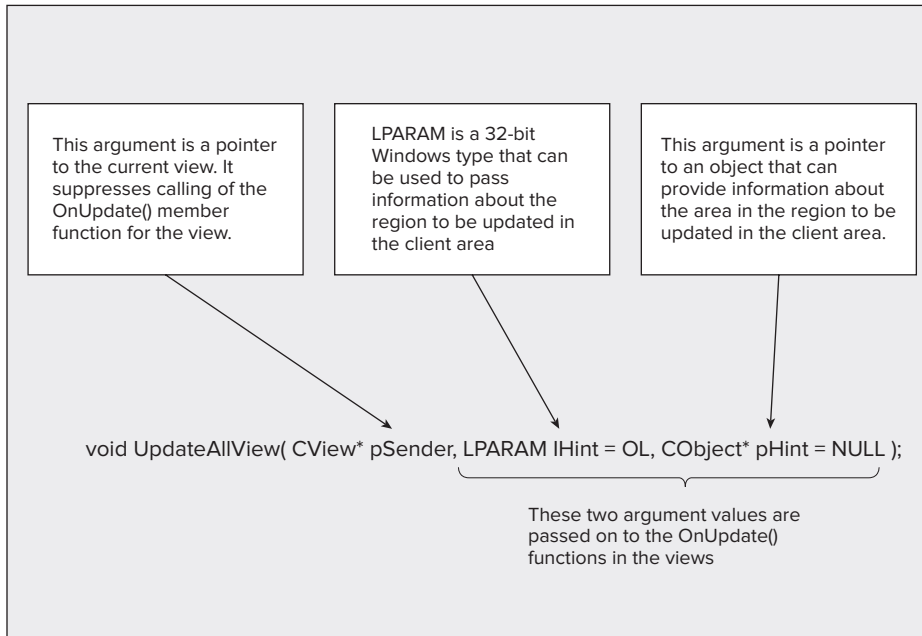 This argument is a pointer
to the current view. It
suppresses calling of the
OnUpdate() member
function for the view.
LPARAM is a 32-bit
Windows type that can
be used to pass
information about the
region to be updated in
the client area
This argument is a pointer
to an object that can
provide information about
the area in the region to be
updated in the client area.
void UpdateAllView( CView* pSender, LPARAM lHint = OL, CObject* pHint = NULL );
These two argument values are
passed on to the OnUpdate()
functions in the views